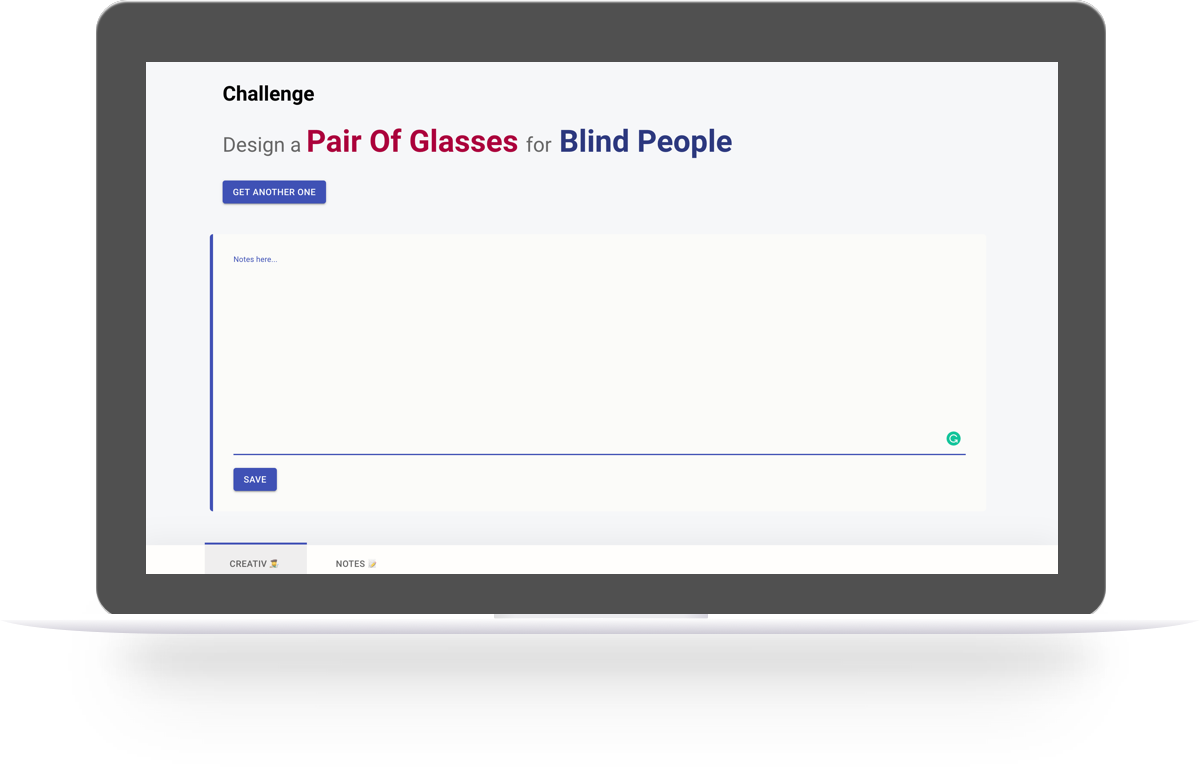 Challenge
Design a Pair Of Glasses for Blind People
GET ANOTHER ONE
Notes here...
SAVE
CREATIV 👨‍🎨 NOTES 📝